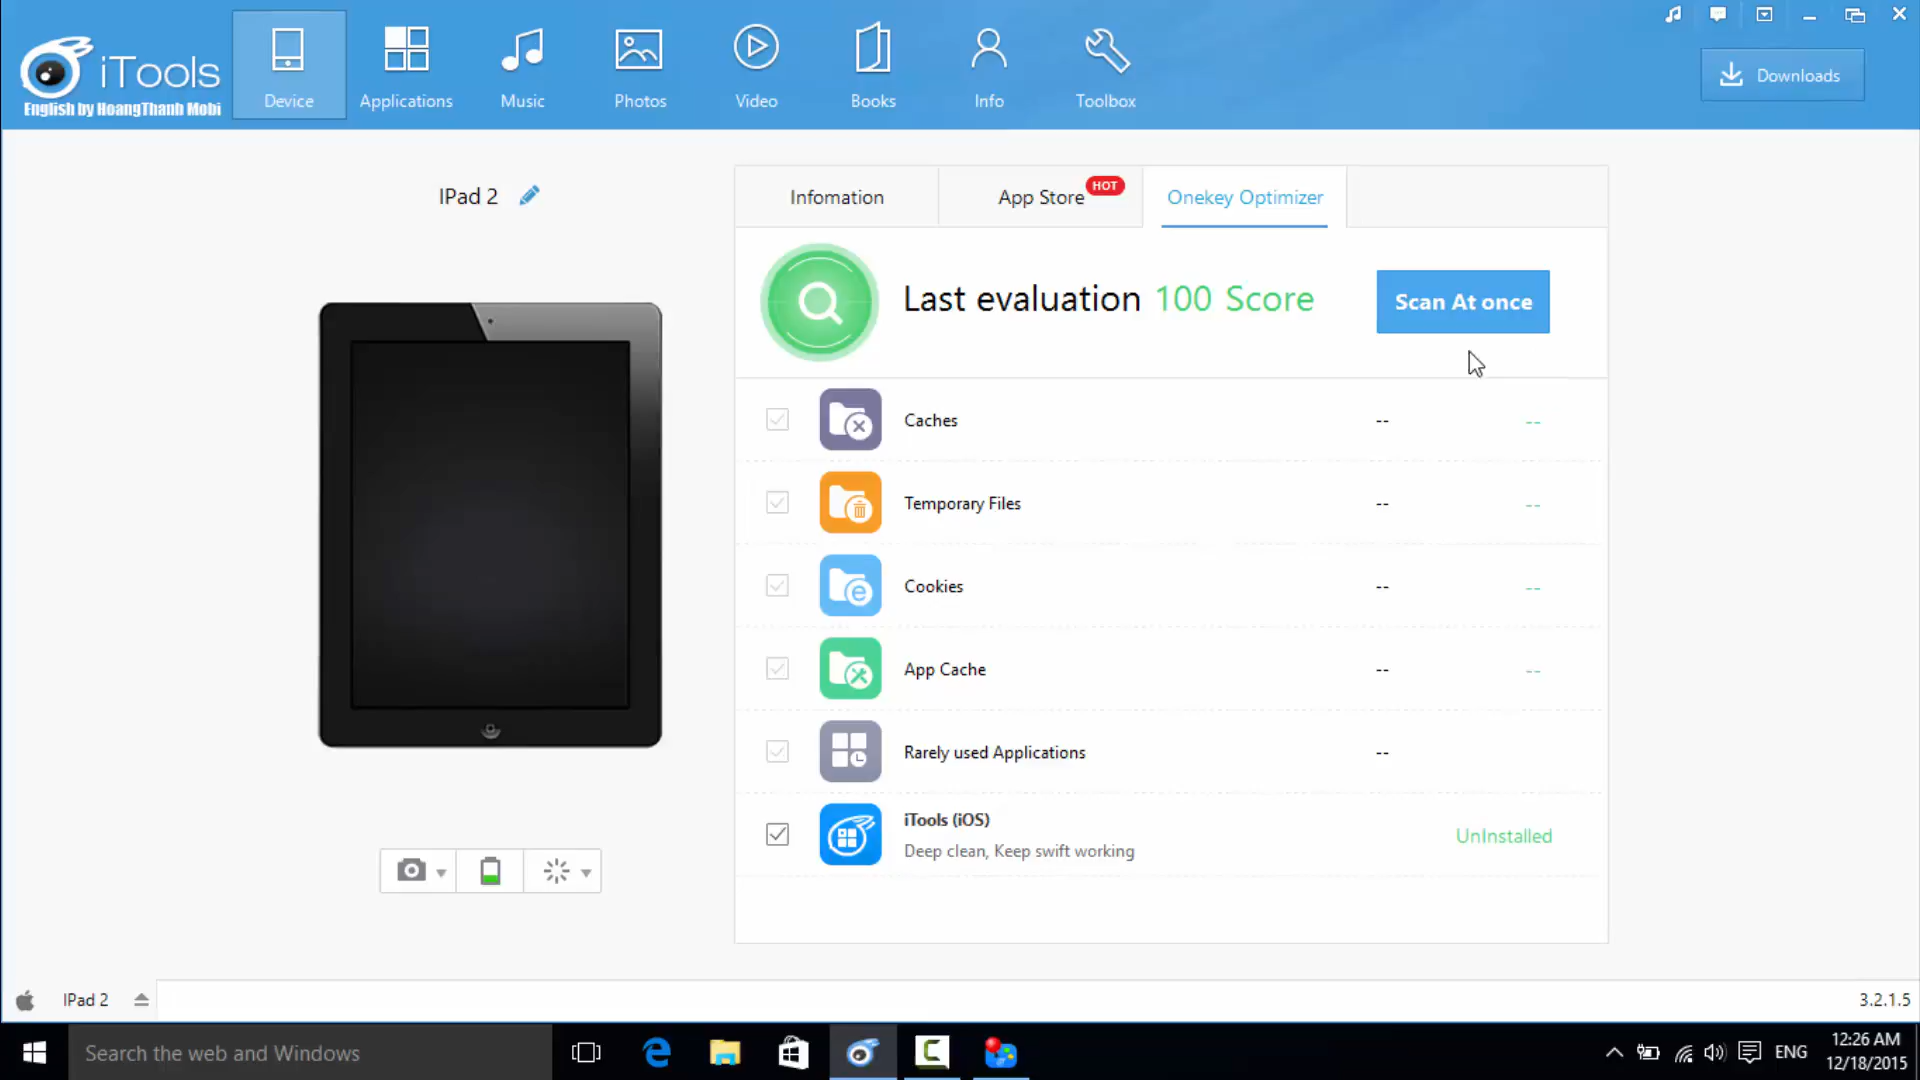 iTools
English by HoangThanh Mobi
Device
Applications
Music
Photos
Video
Books
Info
Toolbox
Downloads
IPad 2
Infomation
App Store
HOT
Onekey Optimizer
Last evaluation 100 Score
Scan At once
Caches -- --
Temporary Files -- --
Cookies -- --
App Cache -- --
Rarely used Applications --
iTools (iOS)
Deep clean, Keep swift working
UnInstalled
IPad 2
3.2.1.5
Search the web and Windows
ENG
12:26 AM
12/18/2015